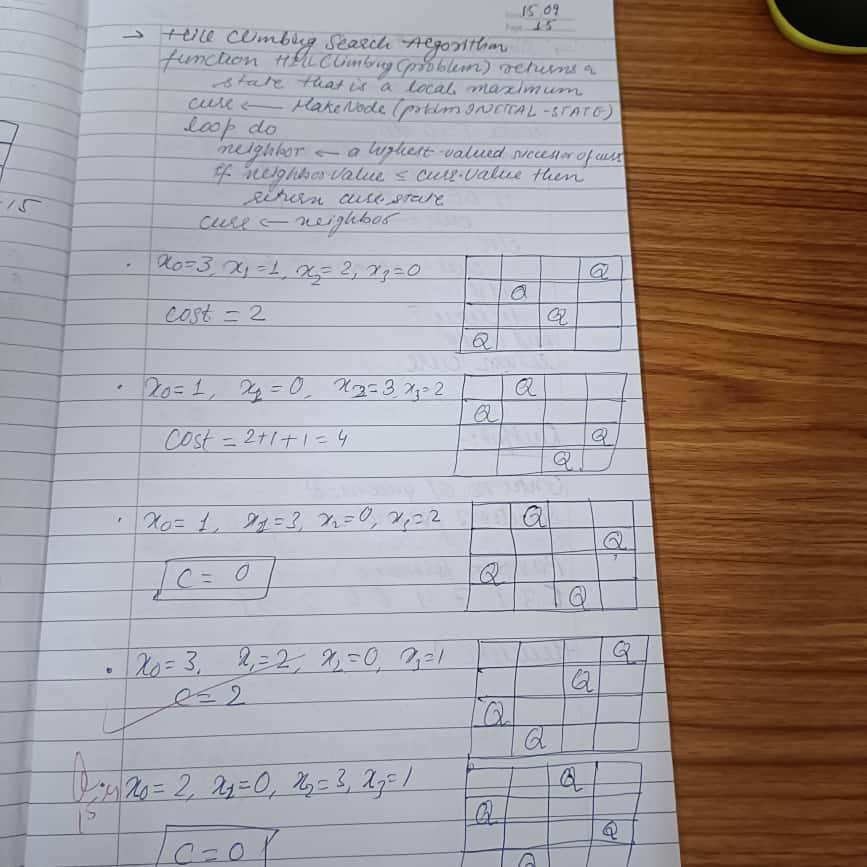 15 09
15
→ Hill Climbing Search Algorithm
function Hill Climbing (problem) returns a
state that is a local maximum
curr ← MakeNode (problm INITIAL-STATE)
loop do
neighbor ← a highest-valued successor of curr
if neighbor value ≤ curr.value then
return curr.state
curr ← neighbor
15
. x₀=3, x₁=1, x₂=2, x₃=0
Q
Q
cost = 2
Q
Q
. x₀=1, x₁=0, x₂=3, x₃=2
Q
Q
cost = 2+1+1=4
Q
Q
. x₀=1, x₁=3, x₂=0, x₃=2
Q
Q
C = 0
Q
Q
. x₀=3, x₁=2, x₂=0, x₃=1
Q
Q
C=2
Q
Q
x₀=2, x₁=0, x₂=3, x₃=1
Q
Q
Q
C=0
Q